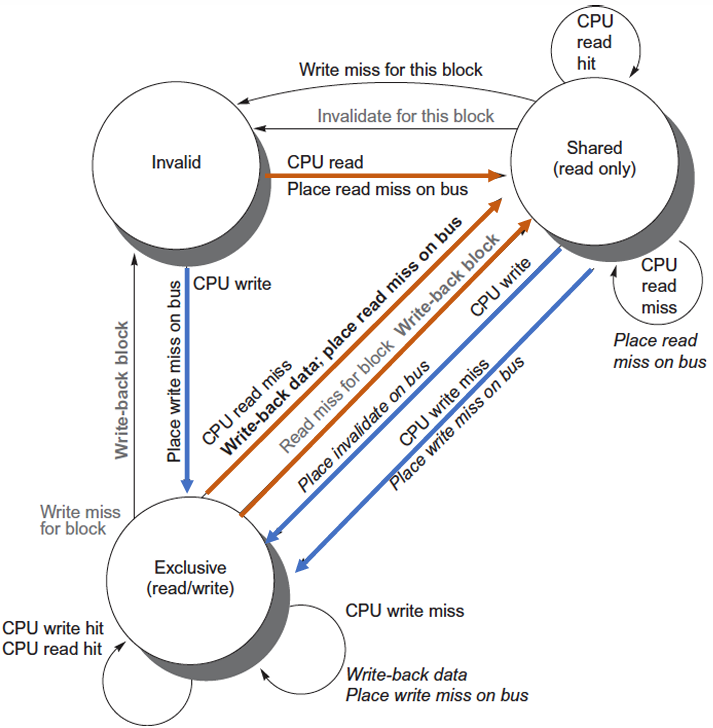 CPU
read
hit
Write miss for this block
Invalidate for this block
Invalid
Shared
(read only)
CPU read
Place read miss on bus
CPU
read
miss
Place read
miss on bus
CPU write
Place write miss on bus
Write-back block
Write miss
for block
CPU read miss
Write-back data; place read miss on bus
Read miss for block Write-back block
CPU write
Place invalidate on bus
CPU write miss
Place write miss on bus
Exclusive
(read/write)
CPU write hit
CPU read hit
CPU write miss
Write-back data
Place write miss on bus